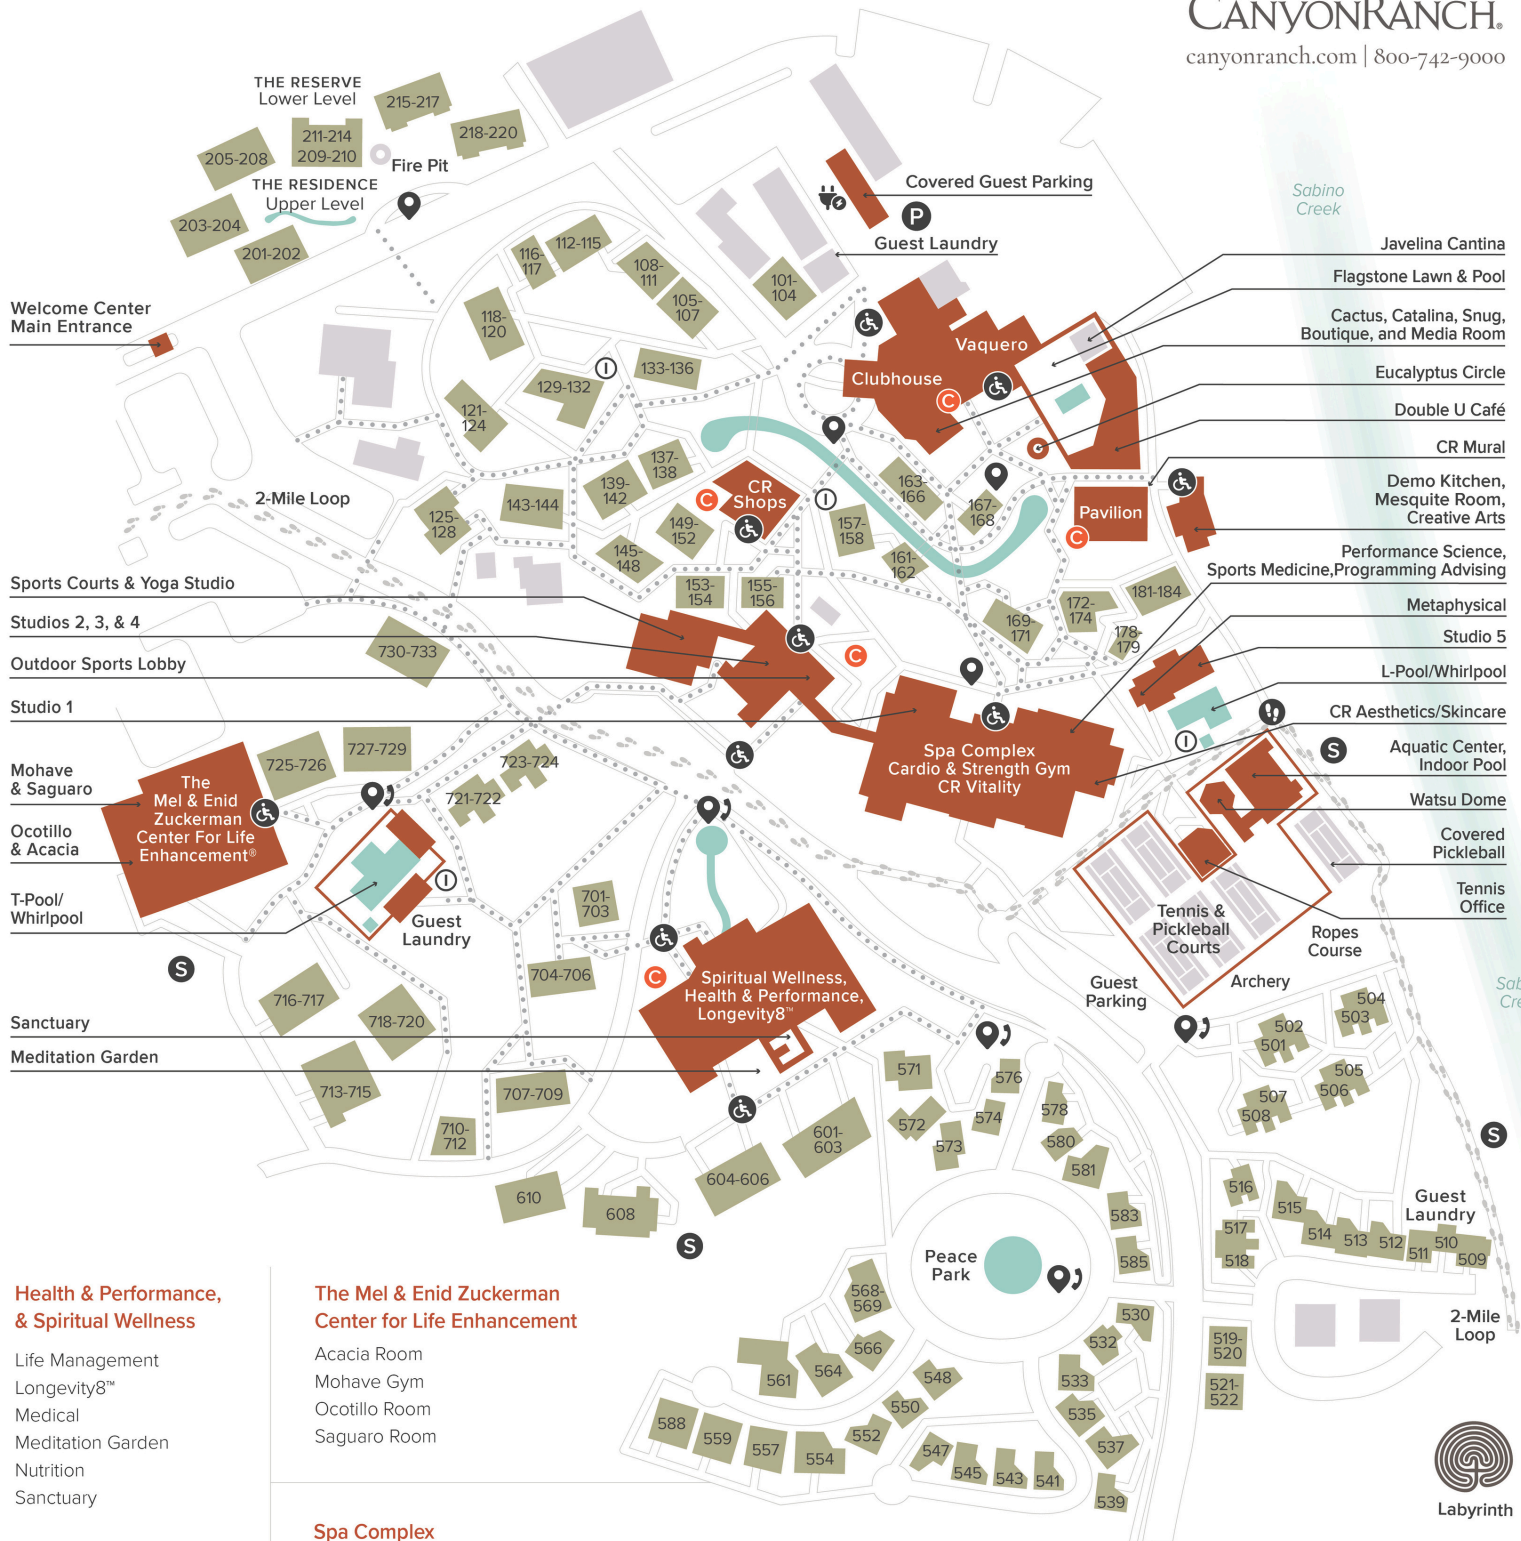 CANYONRANCH®
canyonranch.com | 800-742-9000
THE RESERVE
Lower Level
215-217
211-214
209-210
218-220
205-208
Fire Pit
THE RESIDENCE
Upper Level
203-204
201-202
Covered Guest Parking
P
Guest Laundry
Sabino
Creek
Javelina Cantina
Flagstone Lawn & Pool
Cactus, Catalina, Snug,
Boutique, and Media Room
Eucalyptus Circle
Double U Café
CR Mural
Demo Kitchen,
Mesquite Room,
Creative Arts
Performance Science,
Sports Medicine,Programming Advising
Metaphysical
Studio 5
L-Pool/Whirlpool
CR Aesthetics/Skincare
Aquatic Center,
Indoor Pool
Watsu Dome
Covered
Pickleball
Tennis
Office
Welcome Center
Main Entrance
116-
117
112-115
108-
111
105-
107
101-
104
118-
120
I
133-136
129-132
121-
124
Vaquero
Clubhouse
C
2-Mile Loop
137-
138
139-
142
143-144
125-
128
CR
Shops
C
I
149-
152
145-
148
153-
154
155-
156
157-
158
161-
162
163-
166
167-
168
Pavilion
C
169-
171
172-
174
181-184
178-
179
Sports Courts & Yoga Studio
Studios 2, 3, & 4
Outdoor Sports Lobby
Studio 1
C
730-733
727-729
725-726
723-724
721-722
Mohave
& Saguaro
Ocotillo
& Acacia
T-Pool/
Whirlpool
The
Mel & Enid
Zuckerman
Center For Life
Enhancement®
I
Guest
Laundry
S
Spa Complex
Cardio & Strength Gym
CR Vitality
I
S
Tennis &
Pickleball
Courts
Ropes
Course
Archery
Guest
Parking
Sab
Cre
701-
703
704-706
C
Spiritual Wellness,
Health & Performance,
Longevity8™
Sanctuary
Meditation Garden
716-717
718-720
713-715
707-709
710-
712
601-
603
604-606
610
608
S
571
572
573
574
576
578
580
581
583
585
504
503
502
501
505
506
507
508
S
516
515
517
518
514
513
512
511
510
509
Guest
Laundry
2-Mile
Loop
519-
520
521-
522
Peace
Park
568-
569
566
564
561
548
550
552
554
557
559
588
547
545
543
541
539
537
535
533
532
530
Health & Performance,
& Spiritual Wellness
Life Management
Longevity8™
Medical
Meditation Garden
Nutrition
Sanctuary
The Mel & Enid Zuckerman
Center for Life Enhancement
Acacia Room
Mohave Gym
Ocotillo Room
Saguaro Room
Spa Complex
Labyrinth